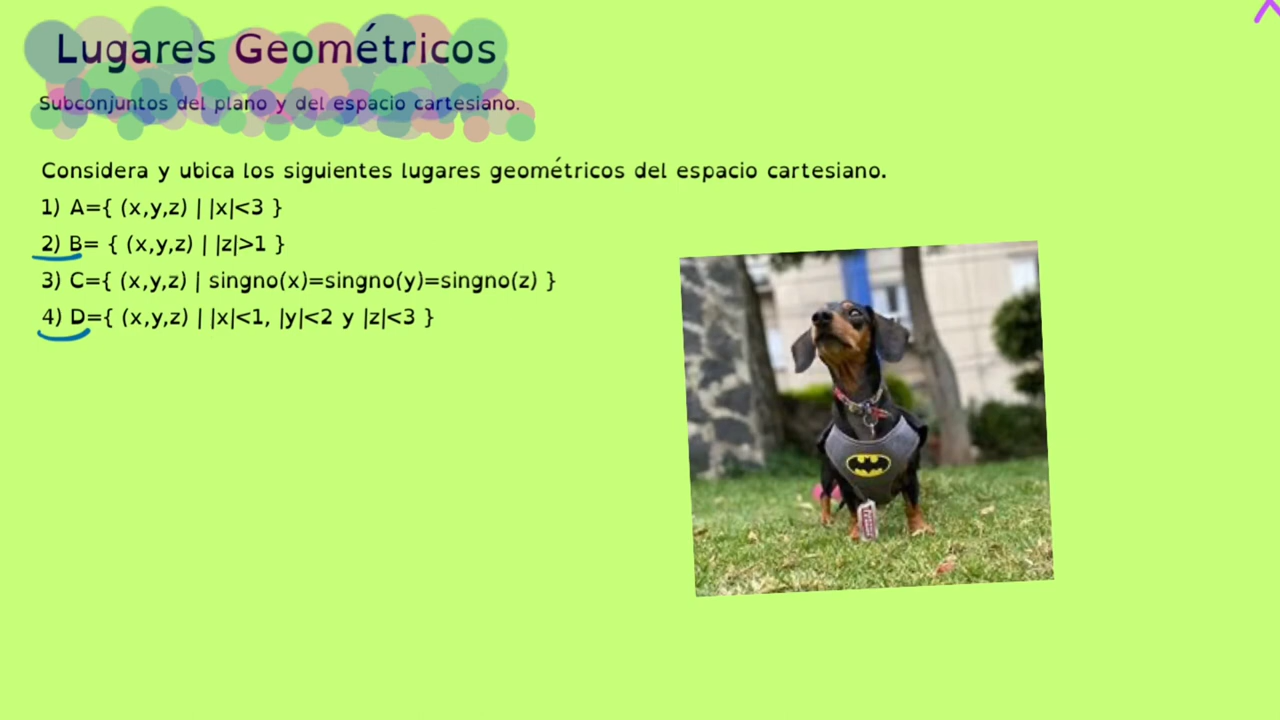 Lugares Geométricos
Subconjuntos del plano y del espacio cartesiano.
Considera y ubica los siguientes lugares geométricos del espacio cartesiano.
1) A={ (x,y,z) | |x|<3 }
2) B= { (x,y,z) | |z|>1 }
3) C={ (x,y,z) | singno(x)=singno(y)=singno(z) }
4) D={ (x,y,z) | |x|<1, |y|<2 y |z|<3 }